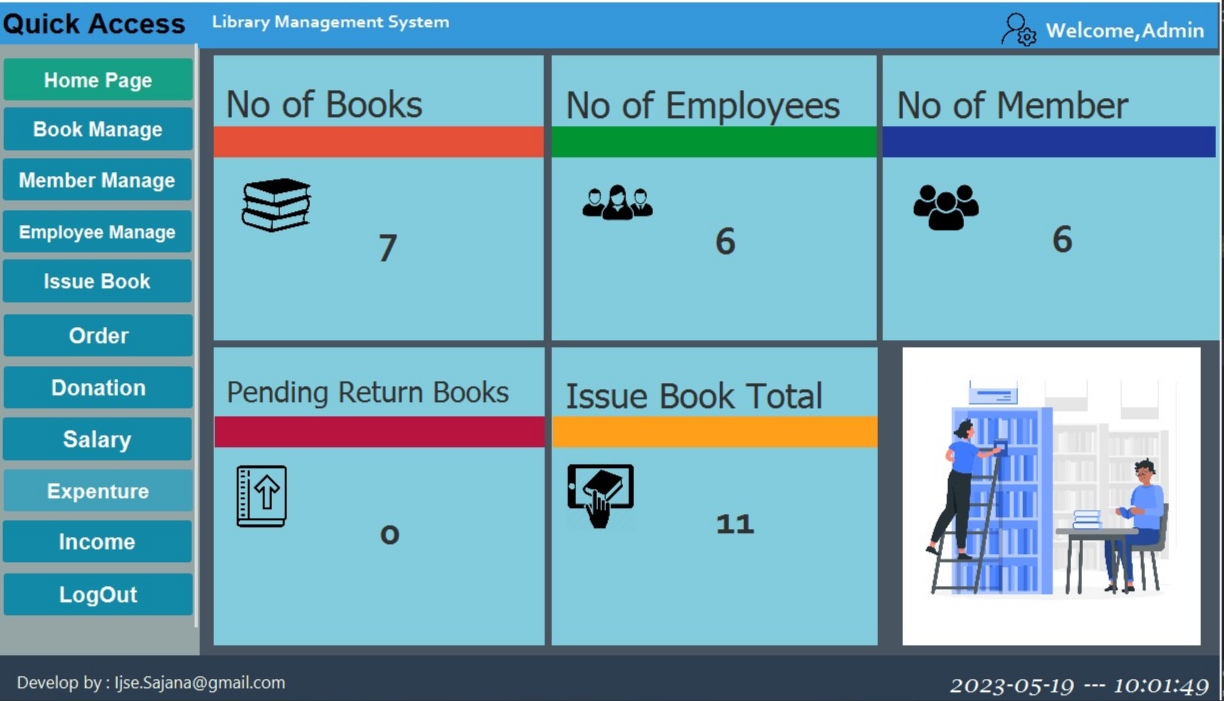 Quick Access
Library Management System
Welcome,Admin
Home Page
Book Manage
Member Manage
Employee Manage
Issue Book
Order
Donation
Salary
Expenture
Income
LogOut
No of Books
7
No of Employees
6
No of Member
6
Pending Return Books
0
Issue Book Total
11
Develop by : Ijse.Sajana@gmail.com
2023-05-19 --- 10:01:49